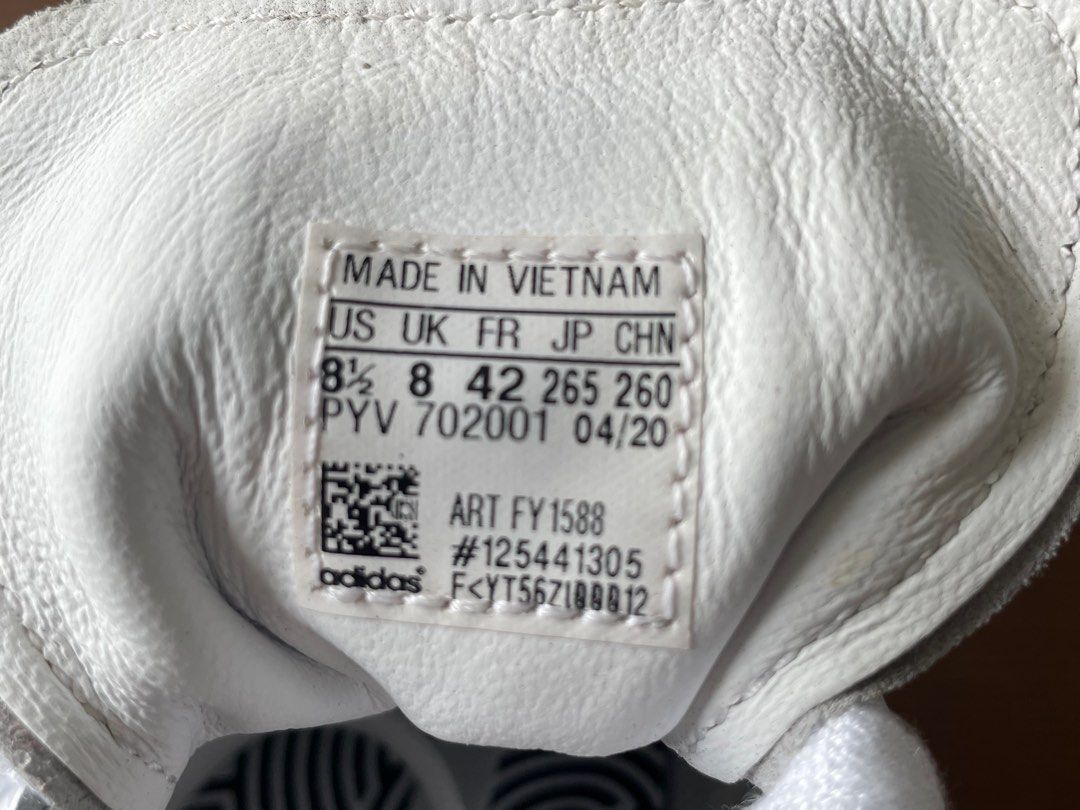 MADE IN VIETNAM
US UK FR JP CHN
8½ 8 42 265 260
PYV 702001 04/20
ART FY1588
#125441305
adidas®